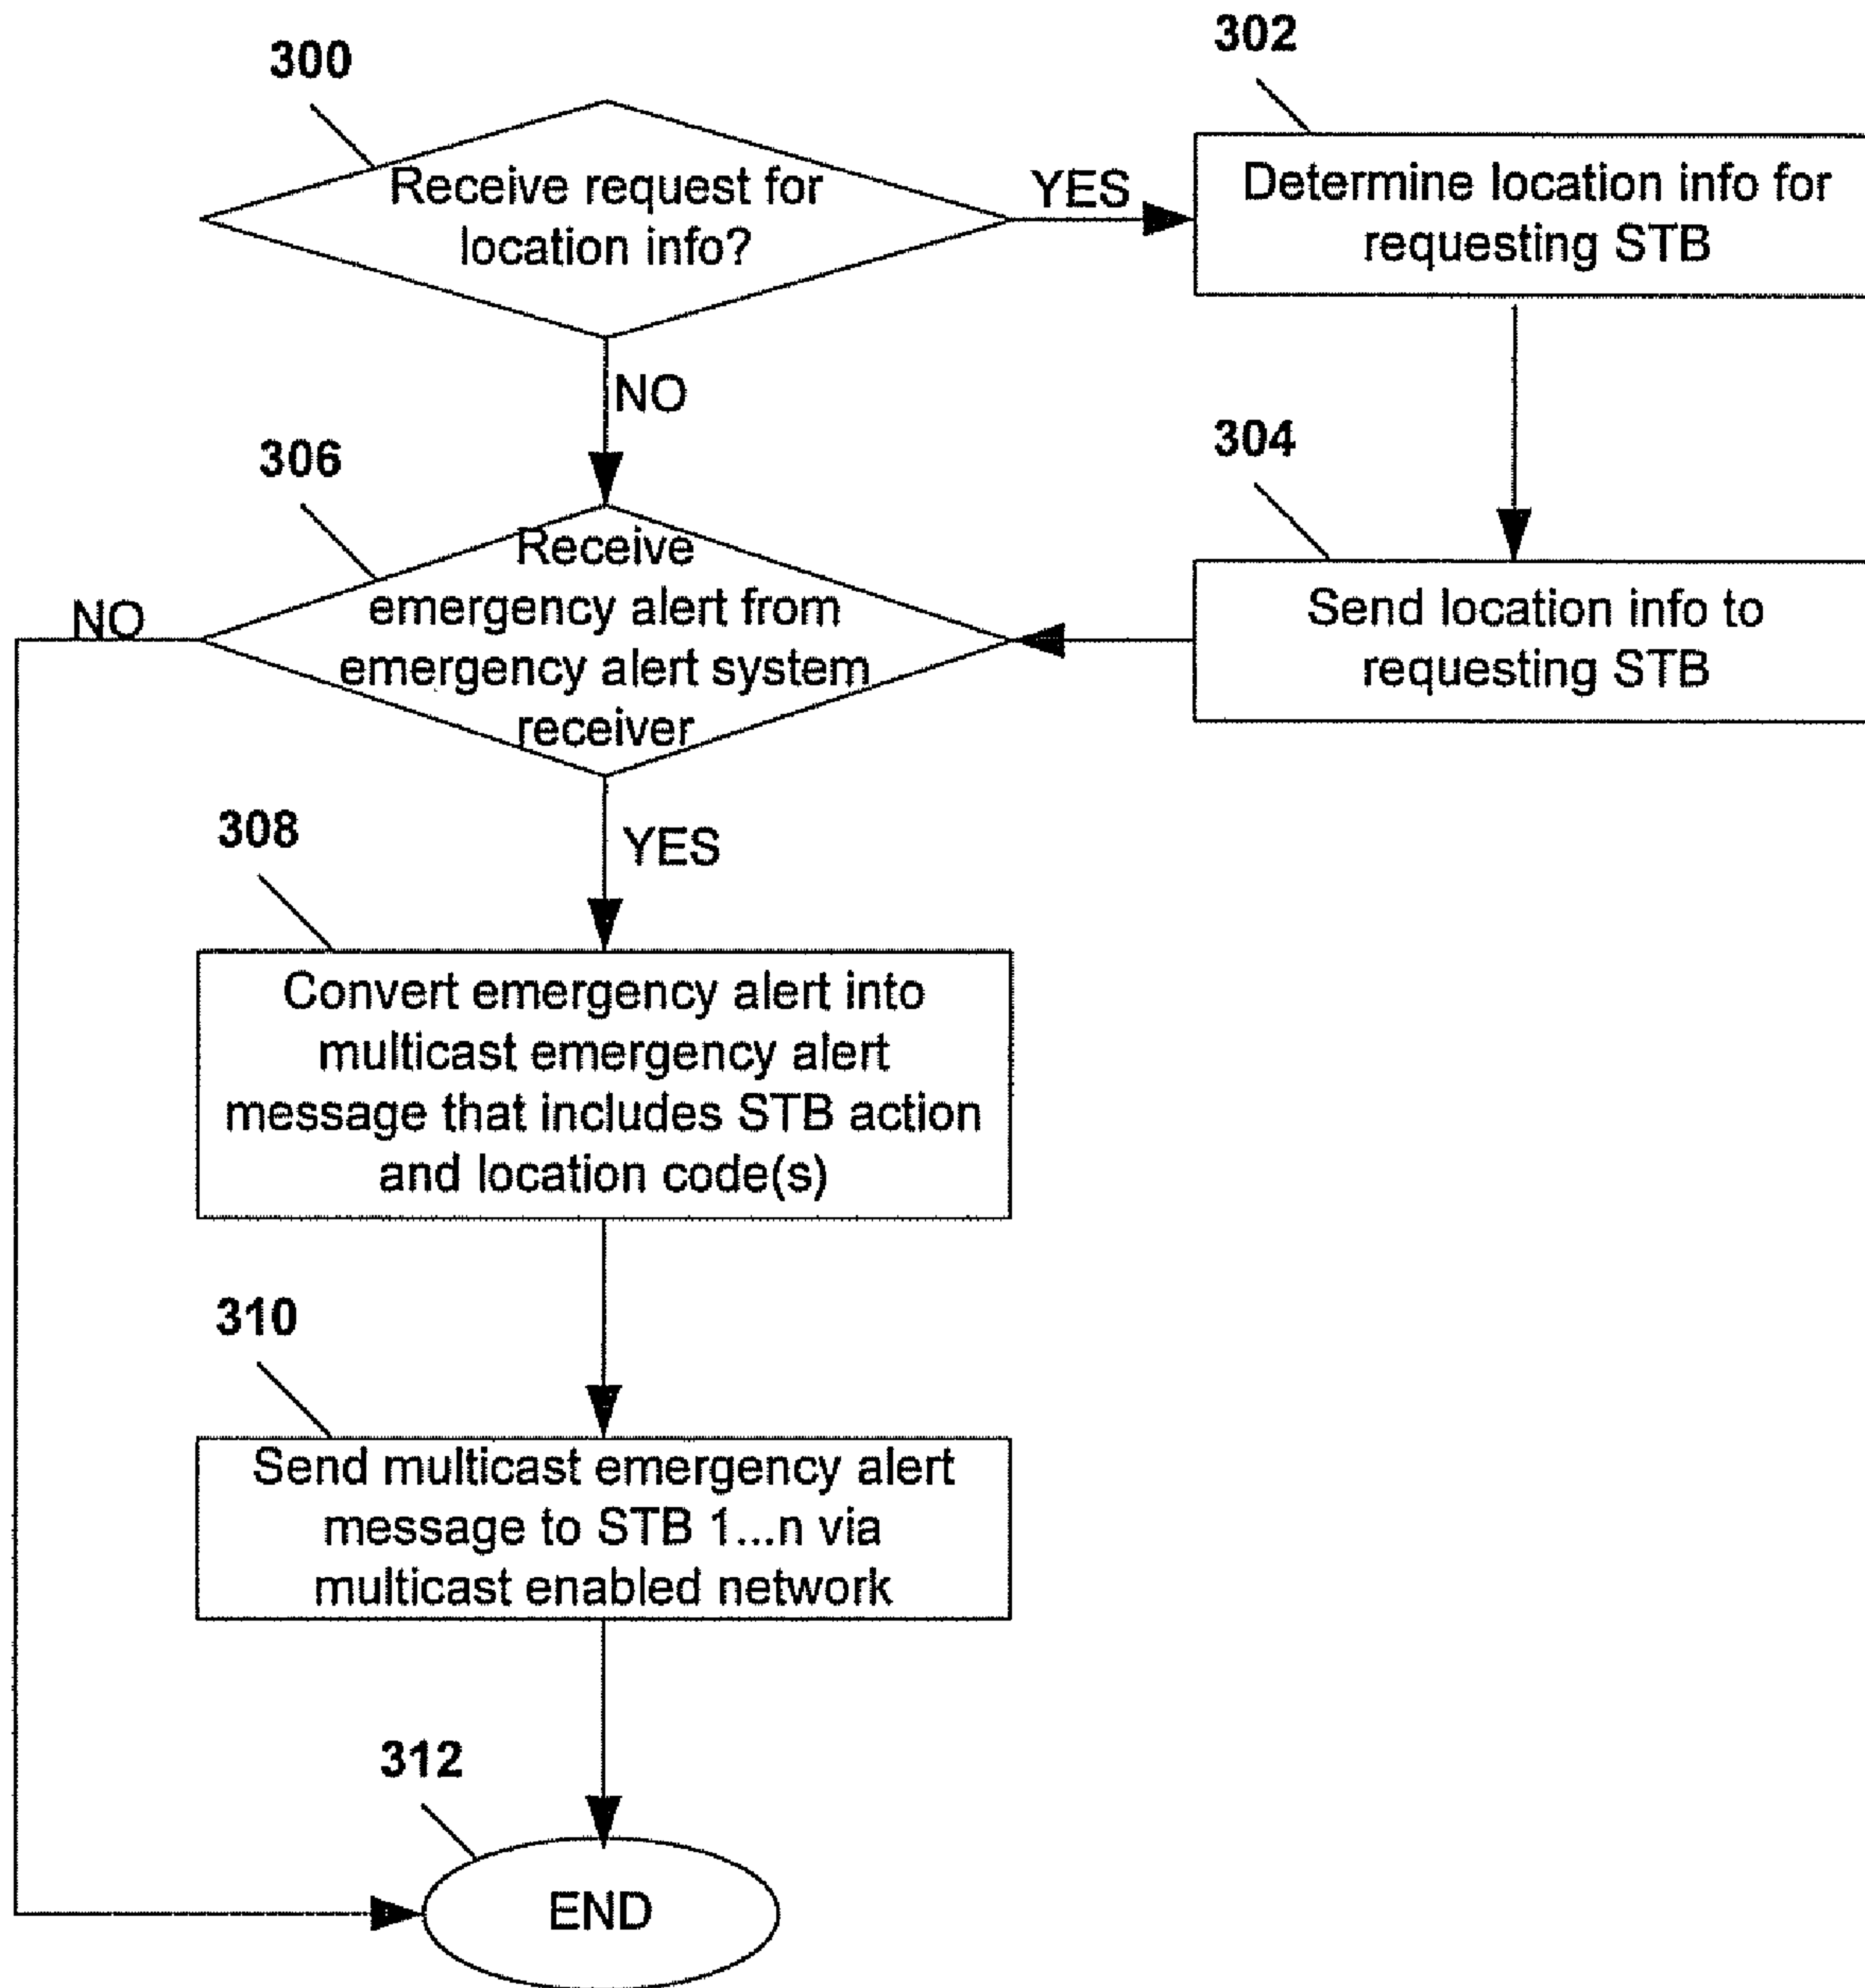 300
Receive request for
location info?
YES
302
Determine location info for
requesting STB
NO
304
Send location info to
requesting STB
306
Receive
emergency alert from
emergency alert system
receiver
NO
YES
308
Convert emergency alert into
multicast emergency alert
message that includes STB action
and location code(s)
310
Send multicast emergency alert
message to STB 1...n via
multicast enabled network
312
END